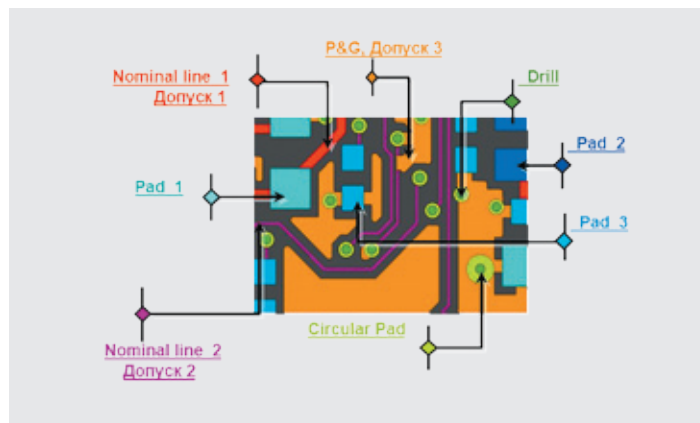 P&G, Допуск 3
Nominal line 1
Допуск 1
Drill
Pad 2
Pad 1
Pad 3
Circular Pad
Nominal line 2
Допуск 2